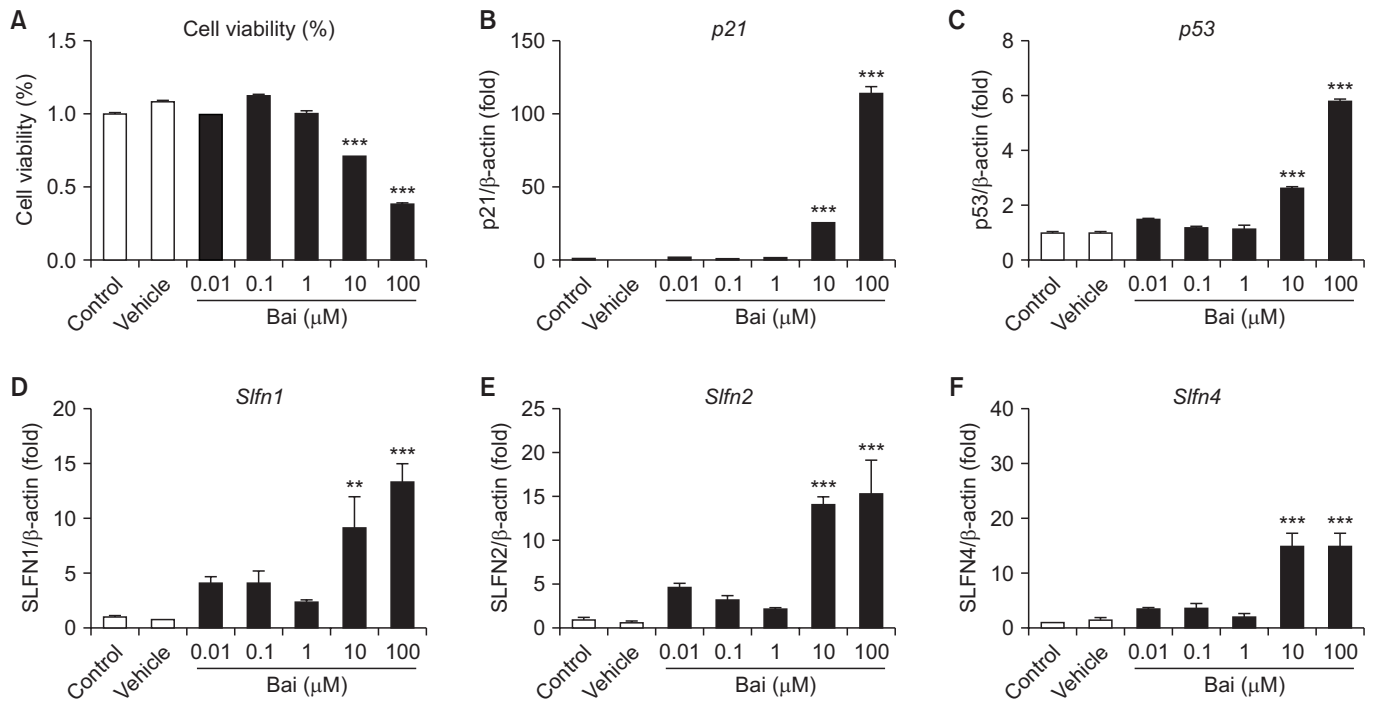 A
Cell viability (%)
Cell viability (%)
1.5
1.0
0.5
0.0
***
***
Control
Vehicle
0.01 0.1 1 10 100
Bai (μM)
B
p21
p21/β-actin (fold)
150
100
50
0
***
***
Control
Vehicle
0.01 0.1 1 10 100
Bai (μM)
C
p53
p53/β-actin (fold)
8
6
4
2
0
***
***
Control
Vehicle
0.01 0.1 1 10 100
Bai (μM)
D
Slfn1
SLFN1/β-actin (fold)
20
15
10
5
0
**
***
Control
Vehicle
0.01 0.1 1 10 100
Bai (μM)
E
Slfn2
SLFN2/β-actin (fold)
25
20
15
10
5
0
***
***
Control
Vehicle
0.01 0.1 1 10 100
Bai (μM)
F
Slfn4
SLFN4/β-actin (fold)
40
30
20
10
0
***
***
Control
Vehicle
0.01 0.1 1 10 100
Bai (μM)